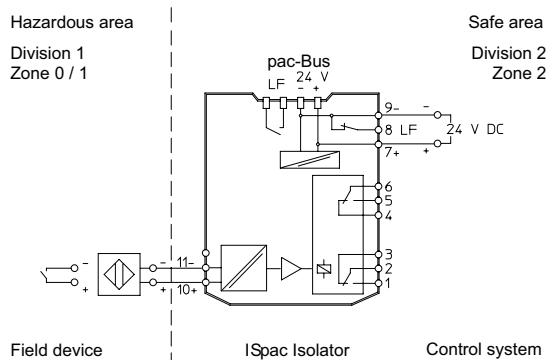 Hazardous area
Safe area
Division 1
Zone 0 / 1
Division 2
Zone 2
pac-Bus
LF 24 V
- +
9-
-
8 LF
24 V DC
7+
+
6
5
4
3
2
1
- - 11-
+ + 10+
Field device
ISpac Isolator
Control system